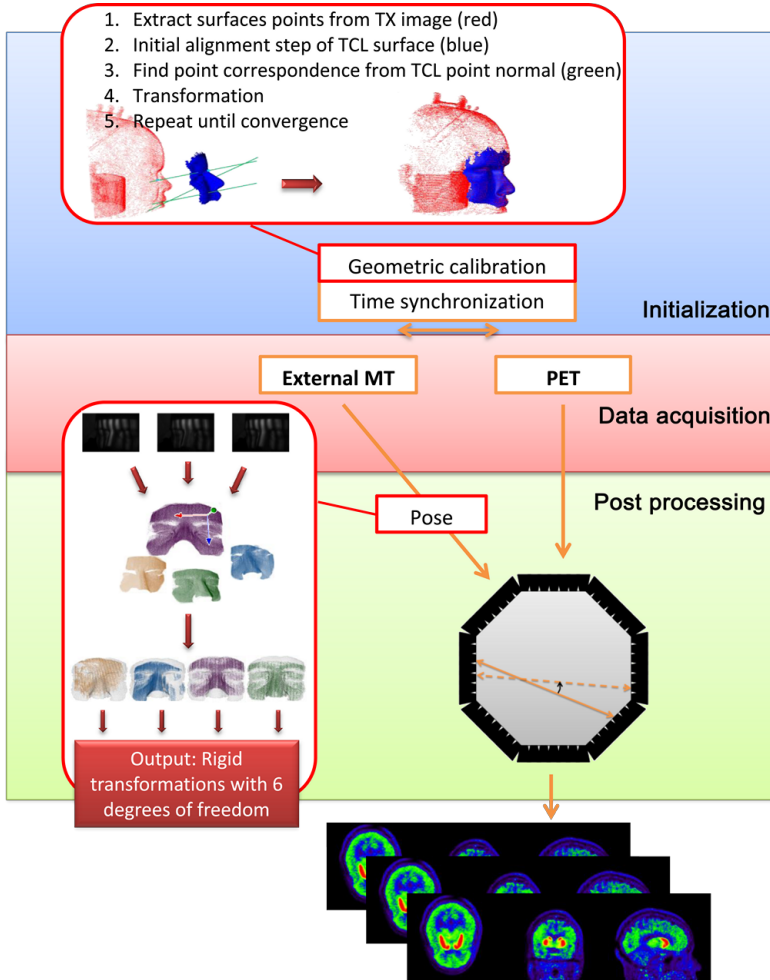 1. Extract surfaces points from TX image (red)
2. Initial alignment step of TCL surface (blue)
3. Find point correspondence from TCL point normal (green)
4. Transformation
5. Repeat until convergence
Geometric calibration
Time synchronization
Initialization
External MT
PET
Data acquisition
Post processing
Pose
Output: Rigid
transformations with 6
degrees of freedom